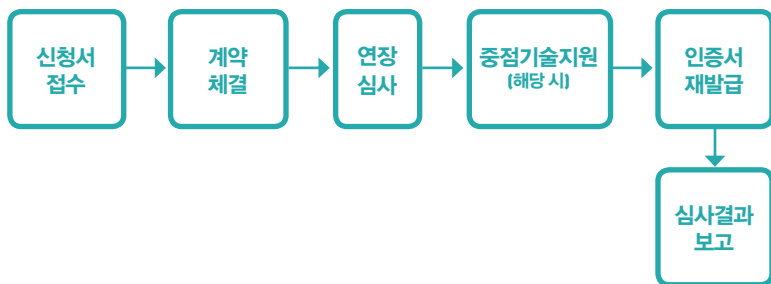 신청서
접수
계약
체결
연장
심사
중점기술지원
(해당 시)
인증서
재발급
심사결과
보고